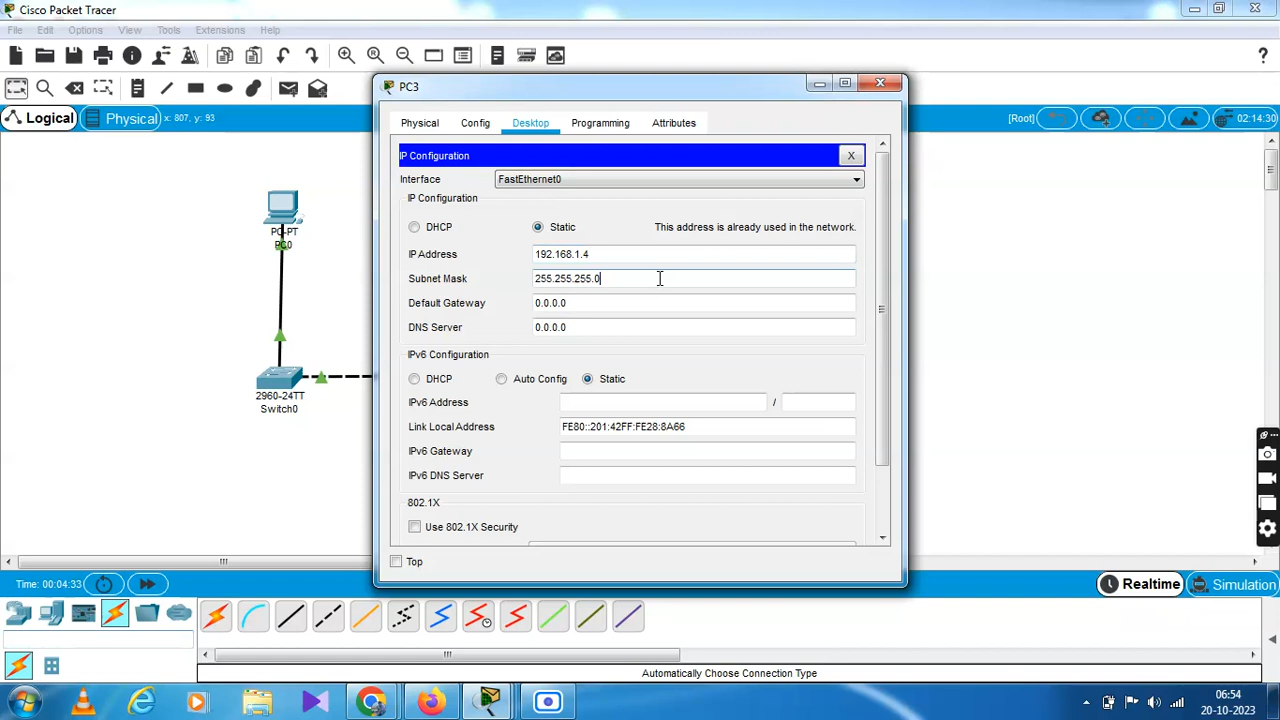 Cisco Packet Tracer
File Edit Options View Tools Extensions Help
Logical Physical x: 807, y: 93 [Root] 02:14:30
PC-PT
PC0
2960-24TT
Switch0
PC3
Physical Config Desktop Programming Attributes
IP Configuration X
Interface FastEthernet0
IP Configuration
DHCP Static This address is already used in the network.
IP Address 192.168.1.4
Subnet Mask 255.255.255.0
Default Gateway 0.0.0.0
DNS Server 0.0.0.0
IPv6 Configuration
DHCP Auto Config Static
IPv6 Address /
Link Local Address FE80::201:42FF:FE28:8A66
IPv6 Gateway
IPv6 DNS Server
802.1X
Use 802.1X Security
Top
Time: 00:04:33 Realtime Simulation
Automatically Choose Connection Type
06:54
20-10-2023